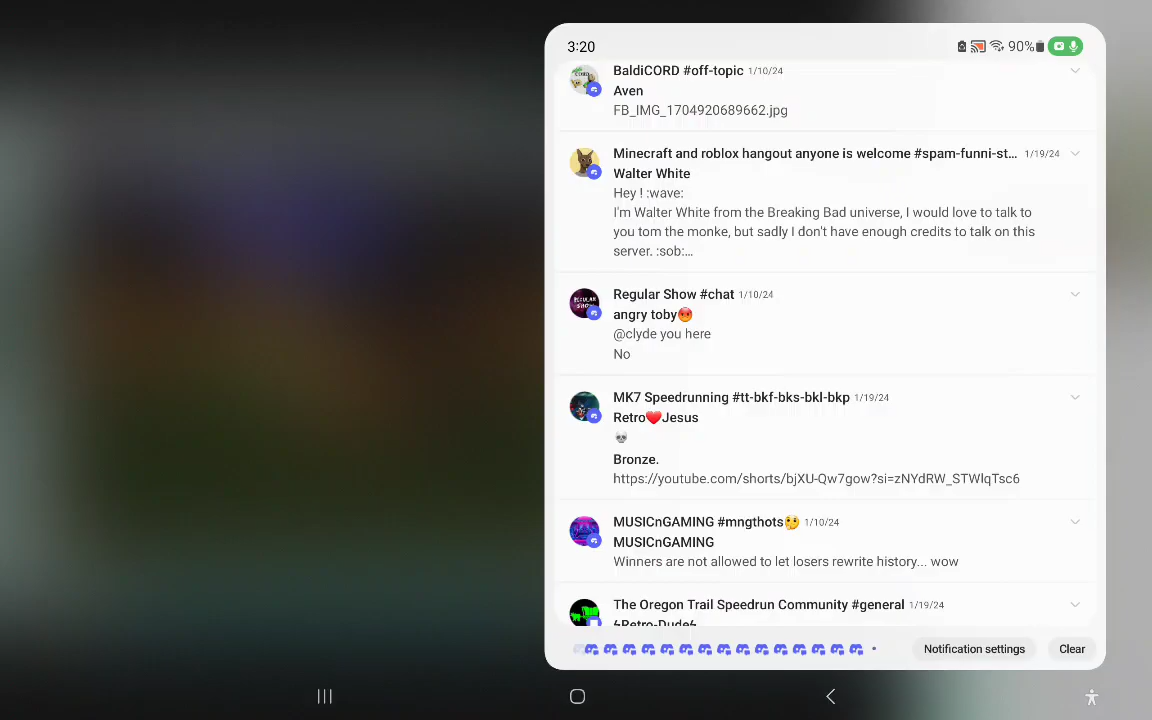 3:20
90%
BaldiCORD #off-topic 1/10/24
Aven
FB_IMG_1704920689662.jpg
Minecraft and roblox hangout anyone is welcome #spam-funni-st... 1/19/24
Walter White
Hey ! :wave:
I'm Walter White from the Breaking Bad universe, I would love to talk to
you tom the monke, but sadly I don't have enough credits to talk on this
server. :sob:...
REGULAR SHOW
Regular Show #chat 1/10/24
angry toby😡
@clyde you here
No
MK7 Speedrunning #tt-bkf-bks-bkl-bkp 1/19/24
Retro❤️Jesus
💀
Bronze.
https://youtube.com/shorts/bjXU-Qw7gow?si=zNYdRW_STWlqTsc6
MUSICnGAMING #mngthots🤔 1/10/24
MUSICnGAMING
Winners are not allowed to let losers rewrite history... wow
The Oregon Trail Speedrun Community #general 1/19/24
ϟRetro-Dudeϟ
Notification settings
Clear